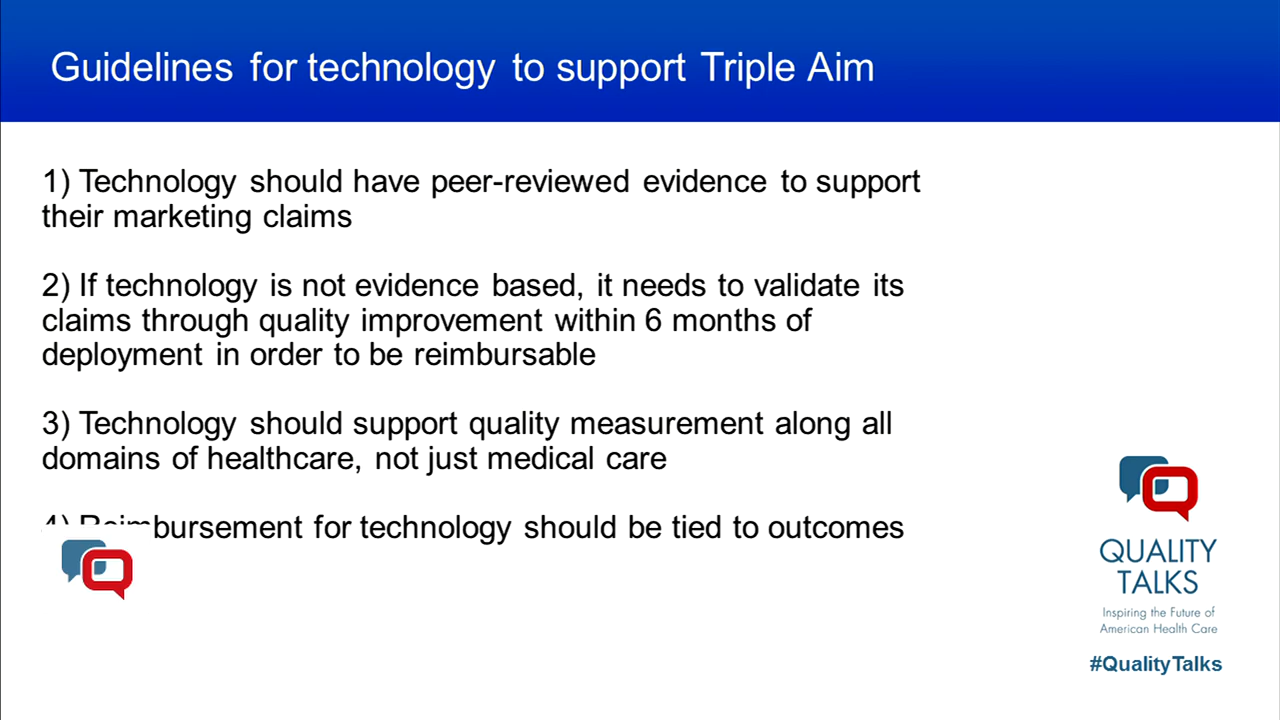 Guidelines for technology to support Triple Aim
1) Technology should have peer-reviewed evidence to support
their marketing claims
2) If technology is not evidence based, it needs to validate its
claims through quality improvement within 6 months of
deployment in order to be reimbursable
3) Technology should support quality measurement along all
domains of healthcare, not just medical care
4) Reimbursement for technology should be tied to outcomes
QUALITY
TALKS
Inspiring the Future of
American Health Care
#QualityTalks